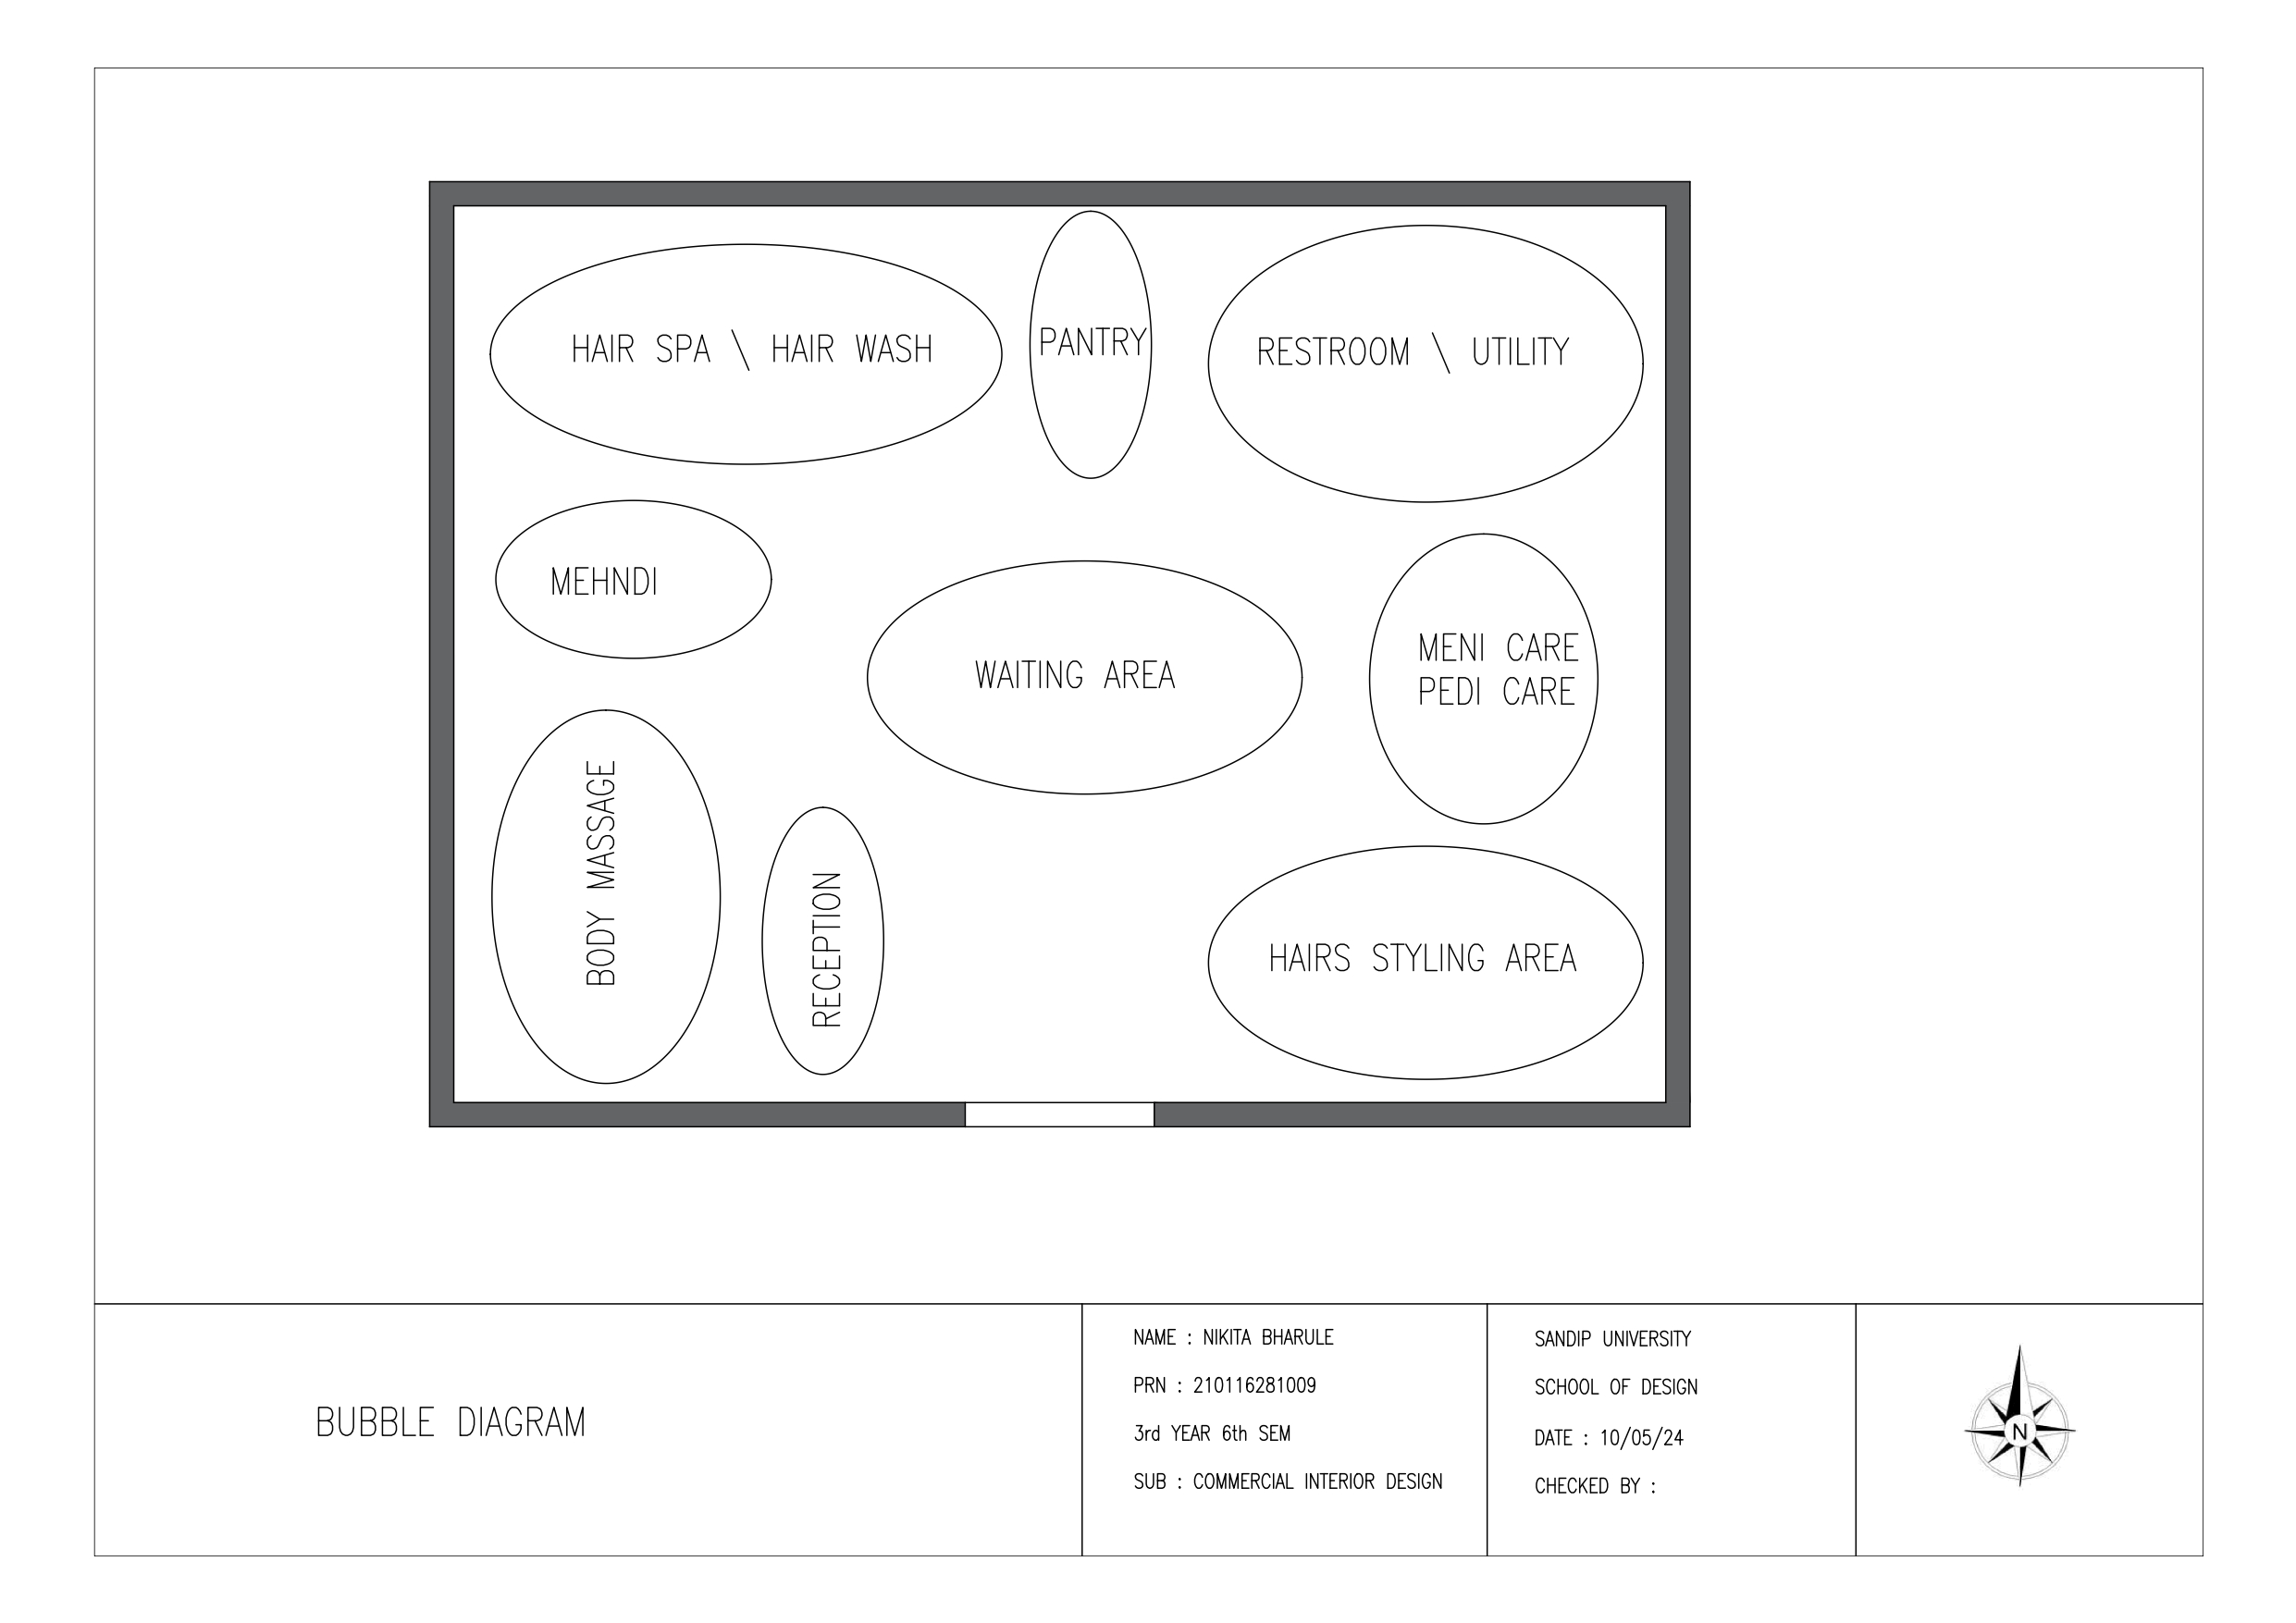 HAIR SPA \ HAIR WASH
PANTRY
RESTROOM \ UTILITY
MEHNDI
WAITING AREA
MENI CARE
PEDI CARE
BODY MASSAGE
RECEPTION
HAIRS STYLING AREA
BUBBLE DIAGRAM
NAME : NIKITA BHARULE
PRN : 210116281009
3rd YEAR 6th SEM
SUB : COMMERCIAL INTERIOR DESIGN
SANDIP UNIVERSITY
SCHOOL OF DESIGN
DATE : 10/05/24
CHECKED BY :
N